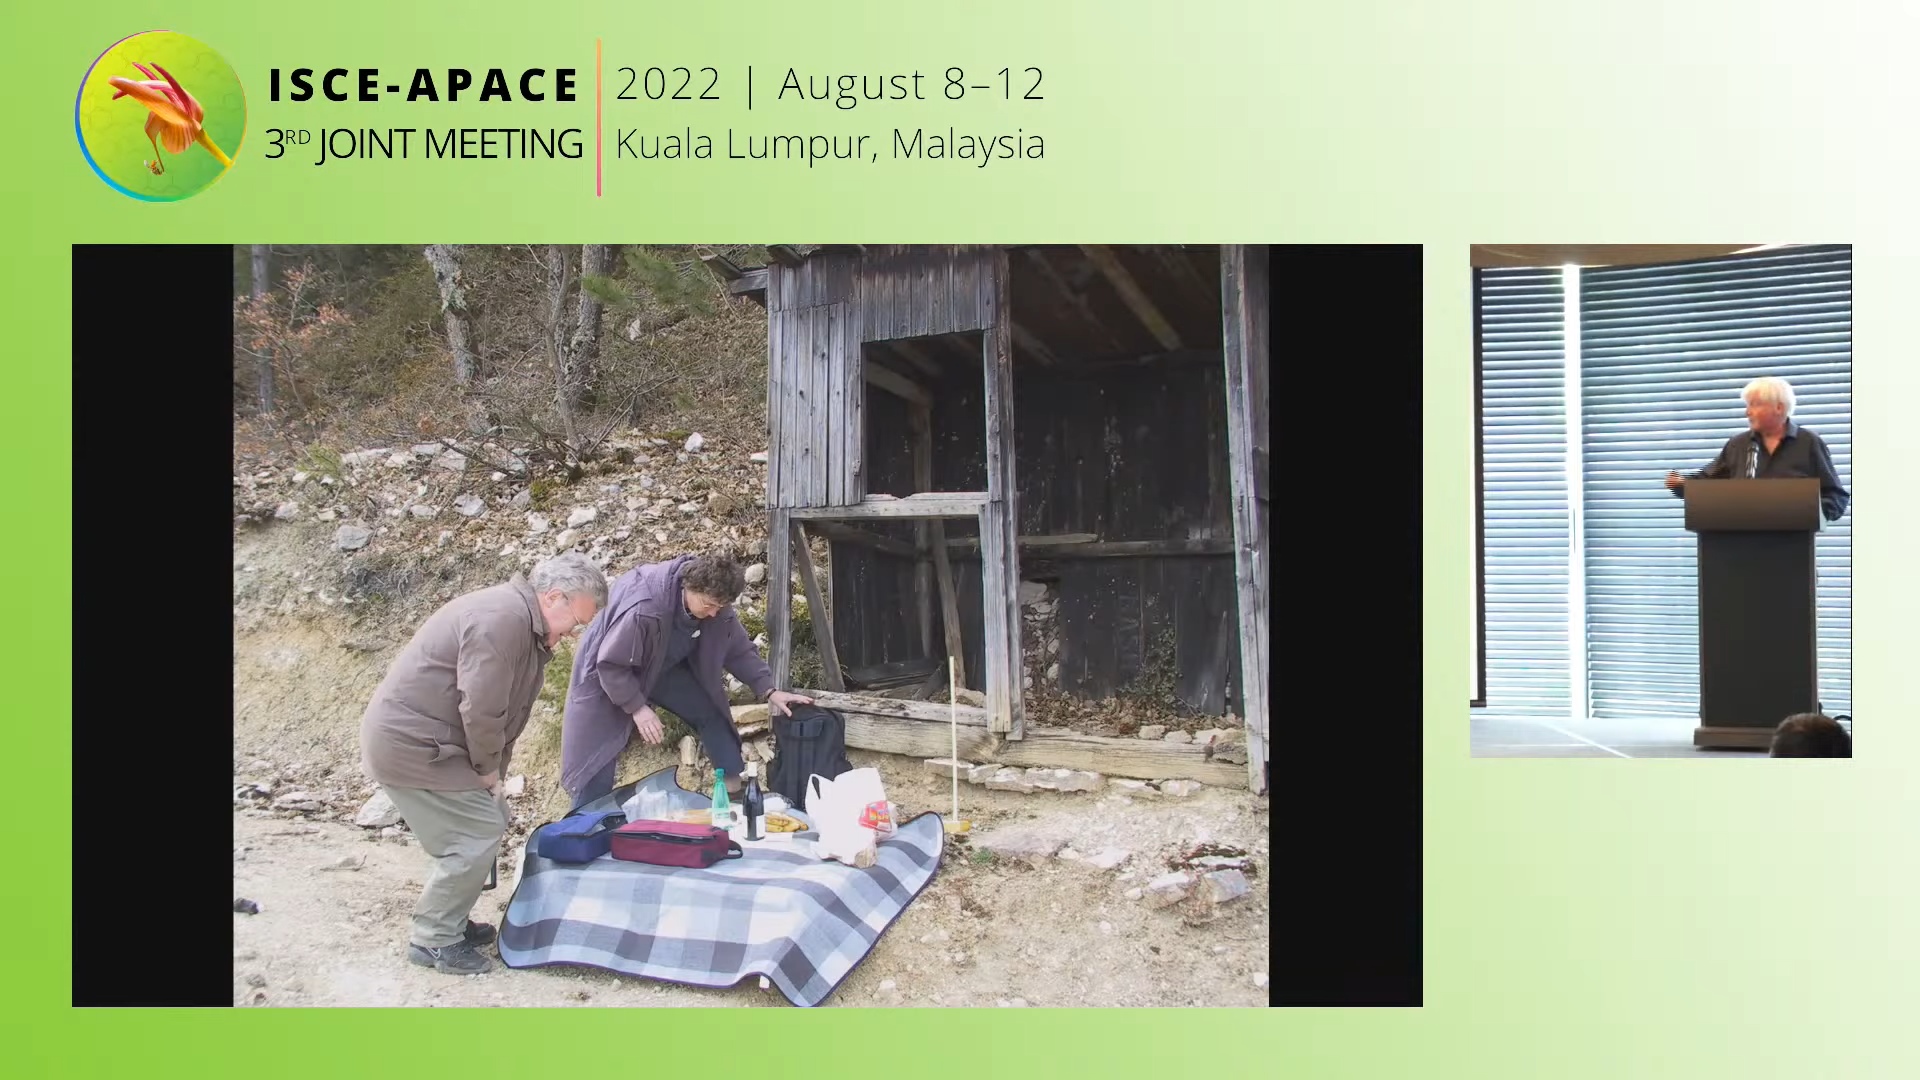 ISCE-APACE
3RD JOINT MEETING
2022 | August 8–12
Kuala Lumpur, Malaysia